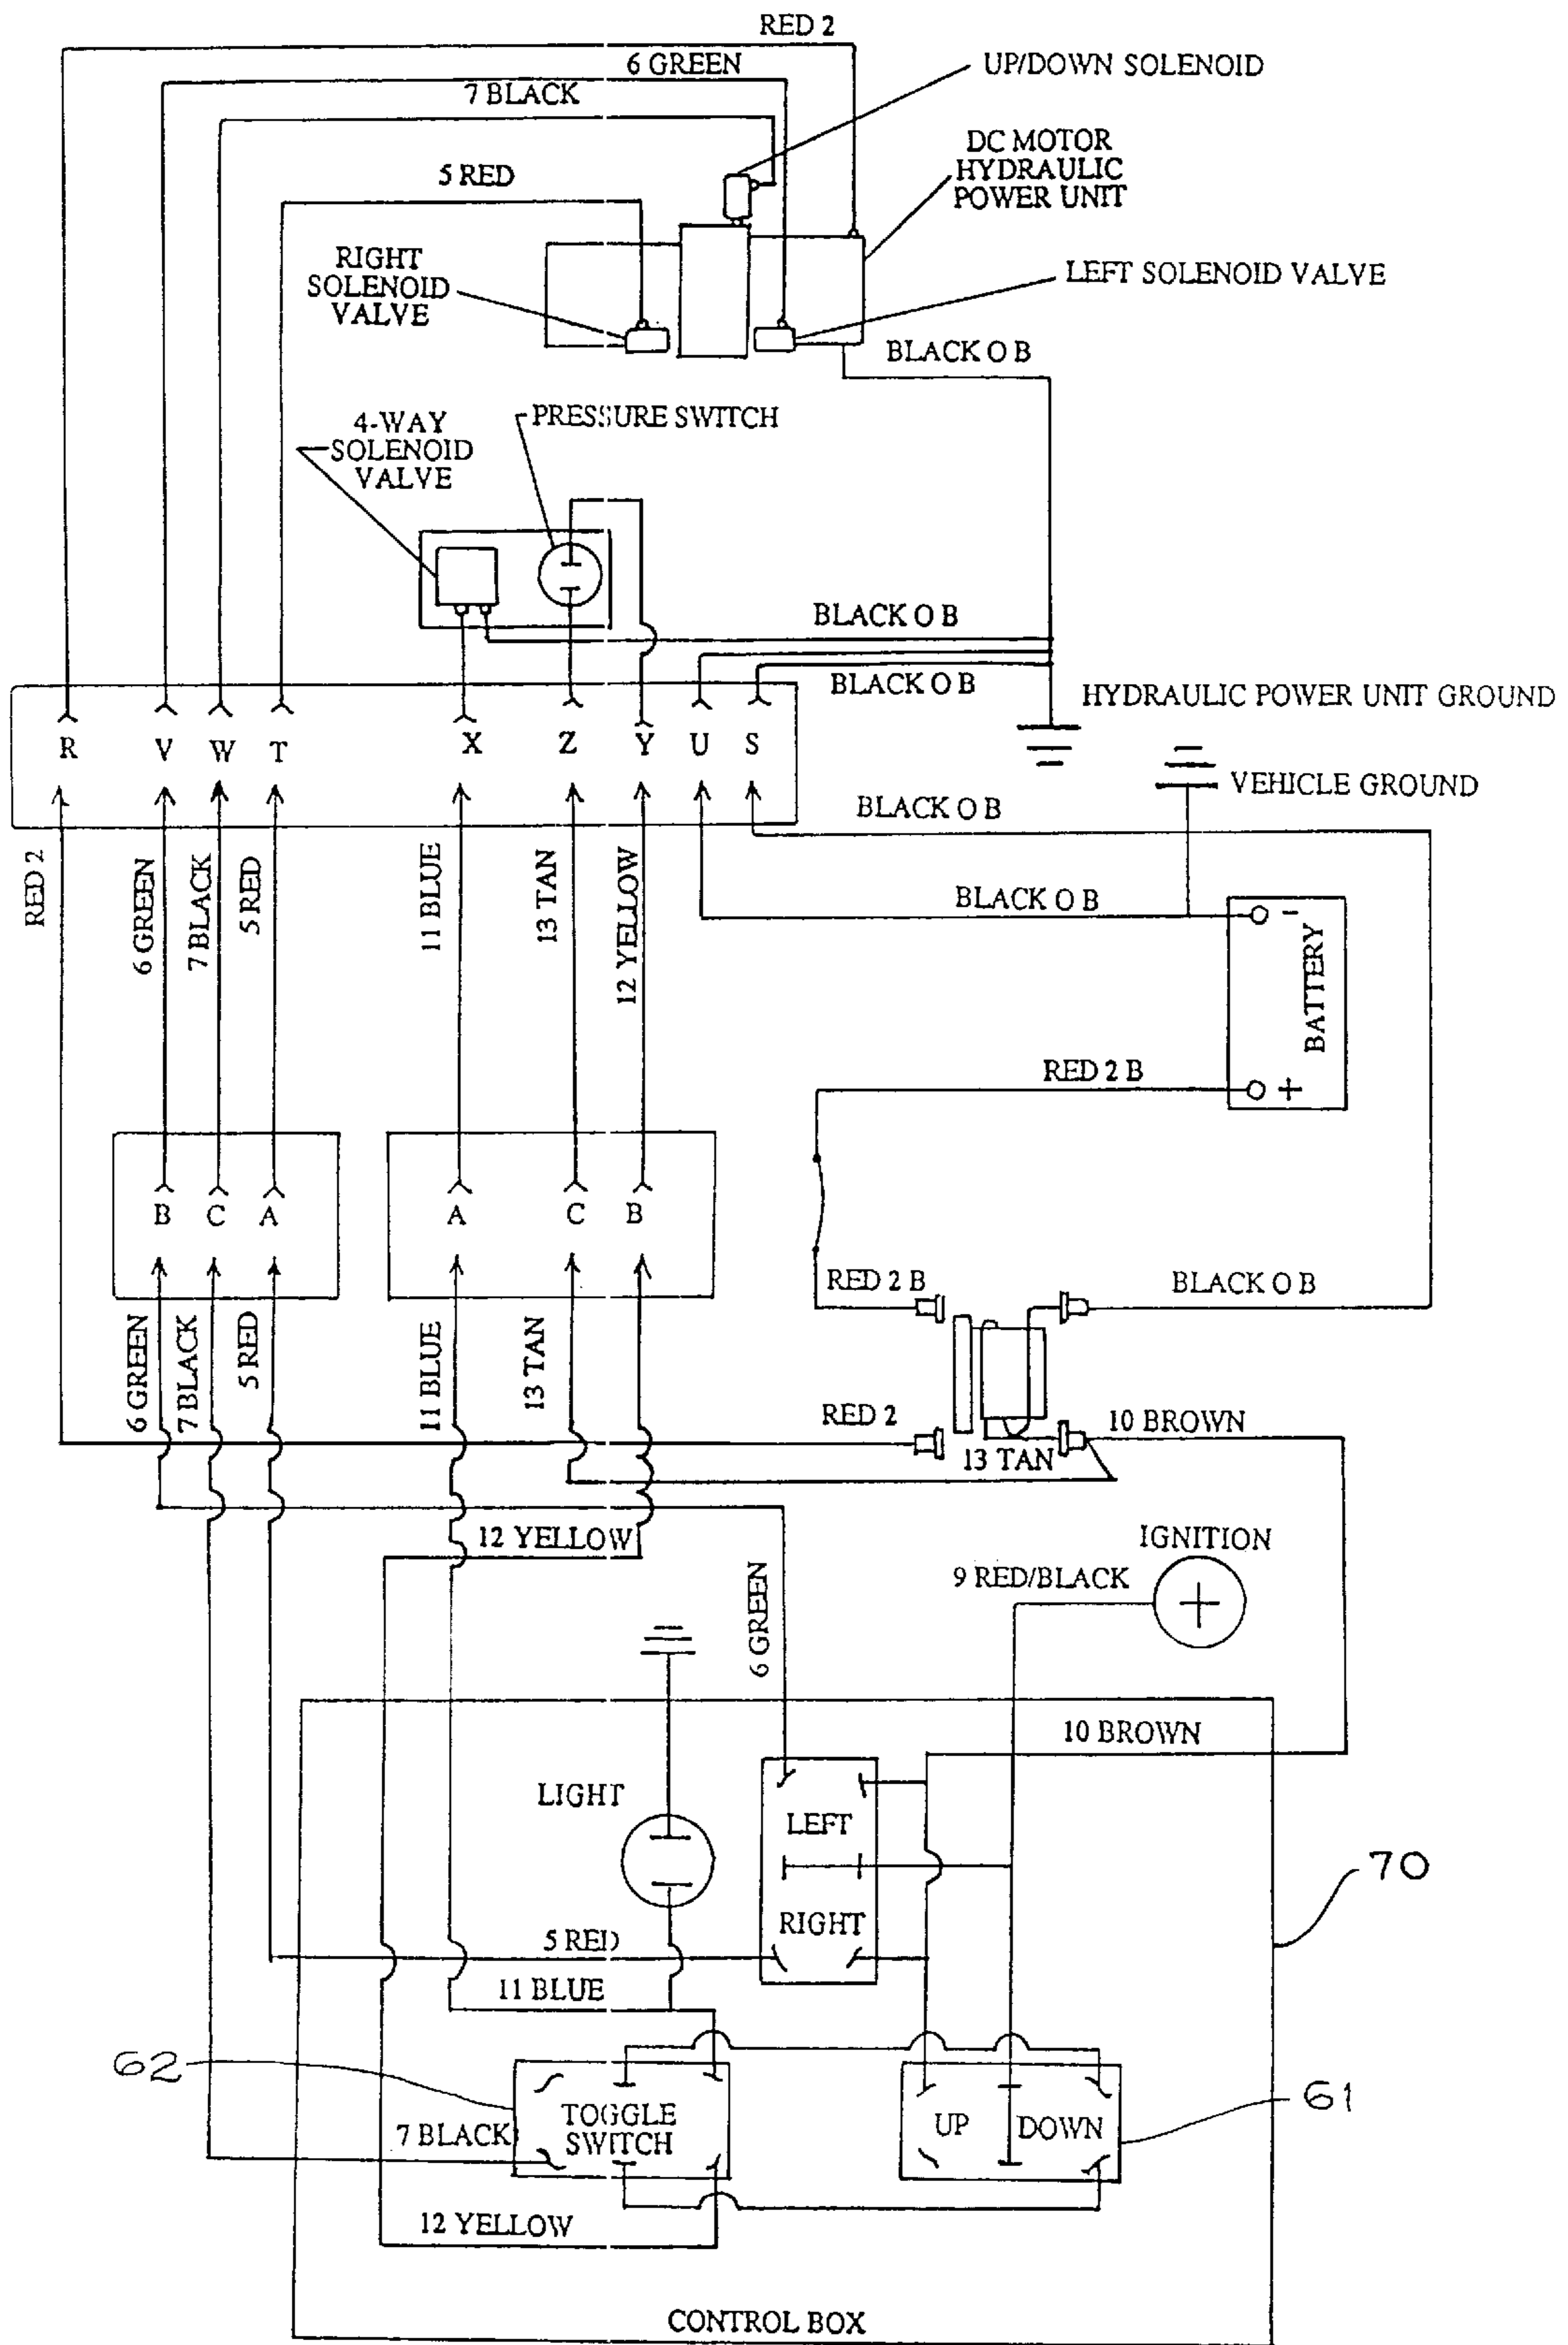 RED 2
6 GREEN
UP/DOWN SOLENOID
7 BLACK
DC MOTOR
HYDRAULIC
POWER UNIT
5 RED
RIGHT
SOLENOID
VALVE
LEFT SOLENOID VALVE
BLACK O B
4-WAY
SOLENOID
VALVE
PRESSURE SWITCH
BLACK O B
BLACK O B
HYDRAULIC POWER UNIT GROUND
R V W T X Z Y U S
VEHICLE GROUND
BLACK O B
RED 2
6 GREEN
7 BLACK
5 RED
11 BLUE
13 TAN
12 YELLOW
BLACK O B
-
BATTERY
RED 2 B
+
B C A
A C B
RED 2 B
BLACK O B
6 GREEN
7 BLACK
5 RED
11 BLUE
13 TAN
RED 2
10 BROWN
13 TAN
12 YELLOW
IGNITION
9 RED/BLACK
6 GREEN
10 BROWN
LIGHT
LEFT
70
RIGHT
5 RED
11 BLUE
62
61
TOGGLE
SWITCH
UP DOWN
7 BLACK
12 YELLOW
CONTROL BOX